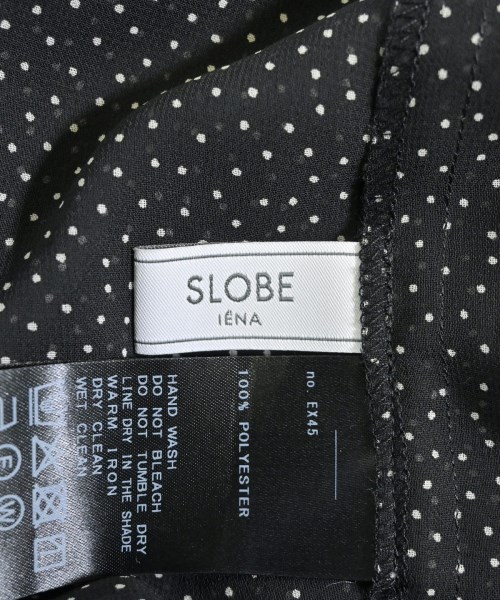 SLOBE
IÉNA
no. EX45
100% POLYESTER
HAND WASH
DO NOT BLEACH
DO NOT TUMBLE DRY
LINE DRY IN THE SHADE
WARM IRON
DRY CLEAN
WET CLEAN
F
W